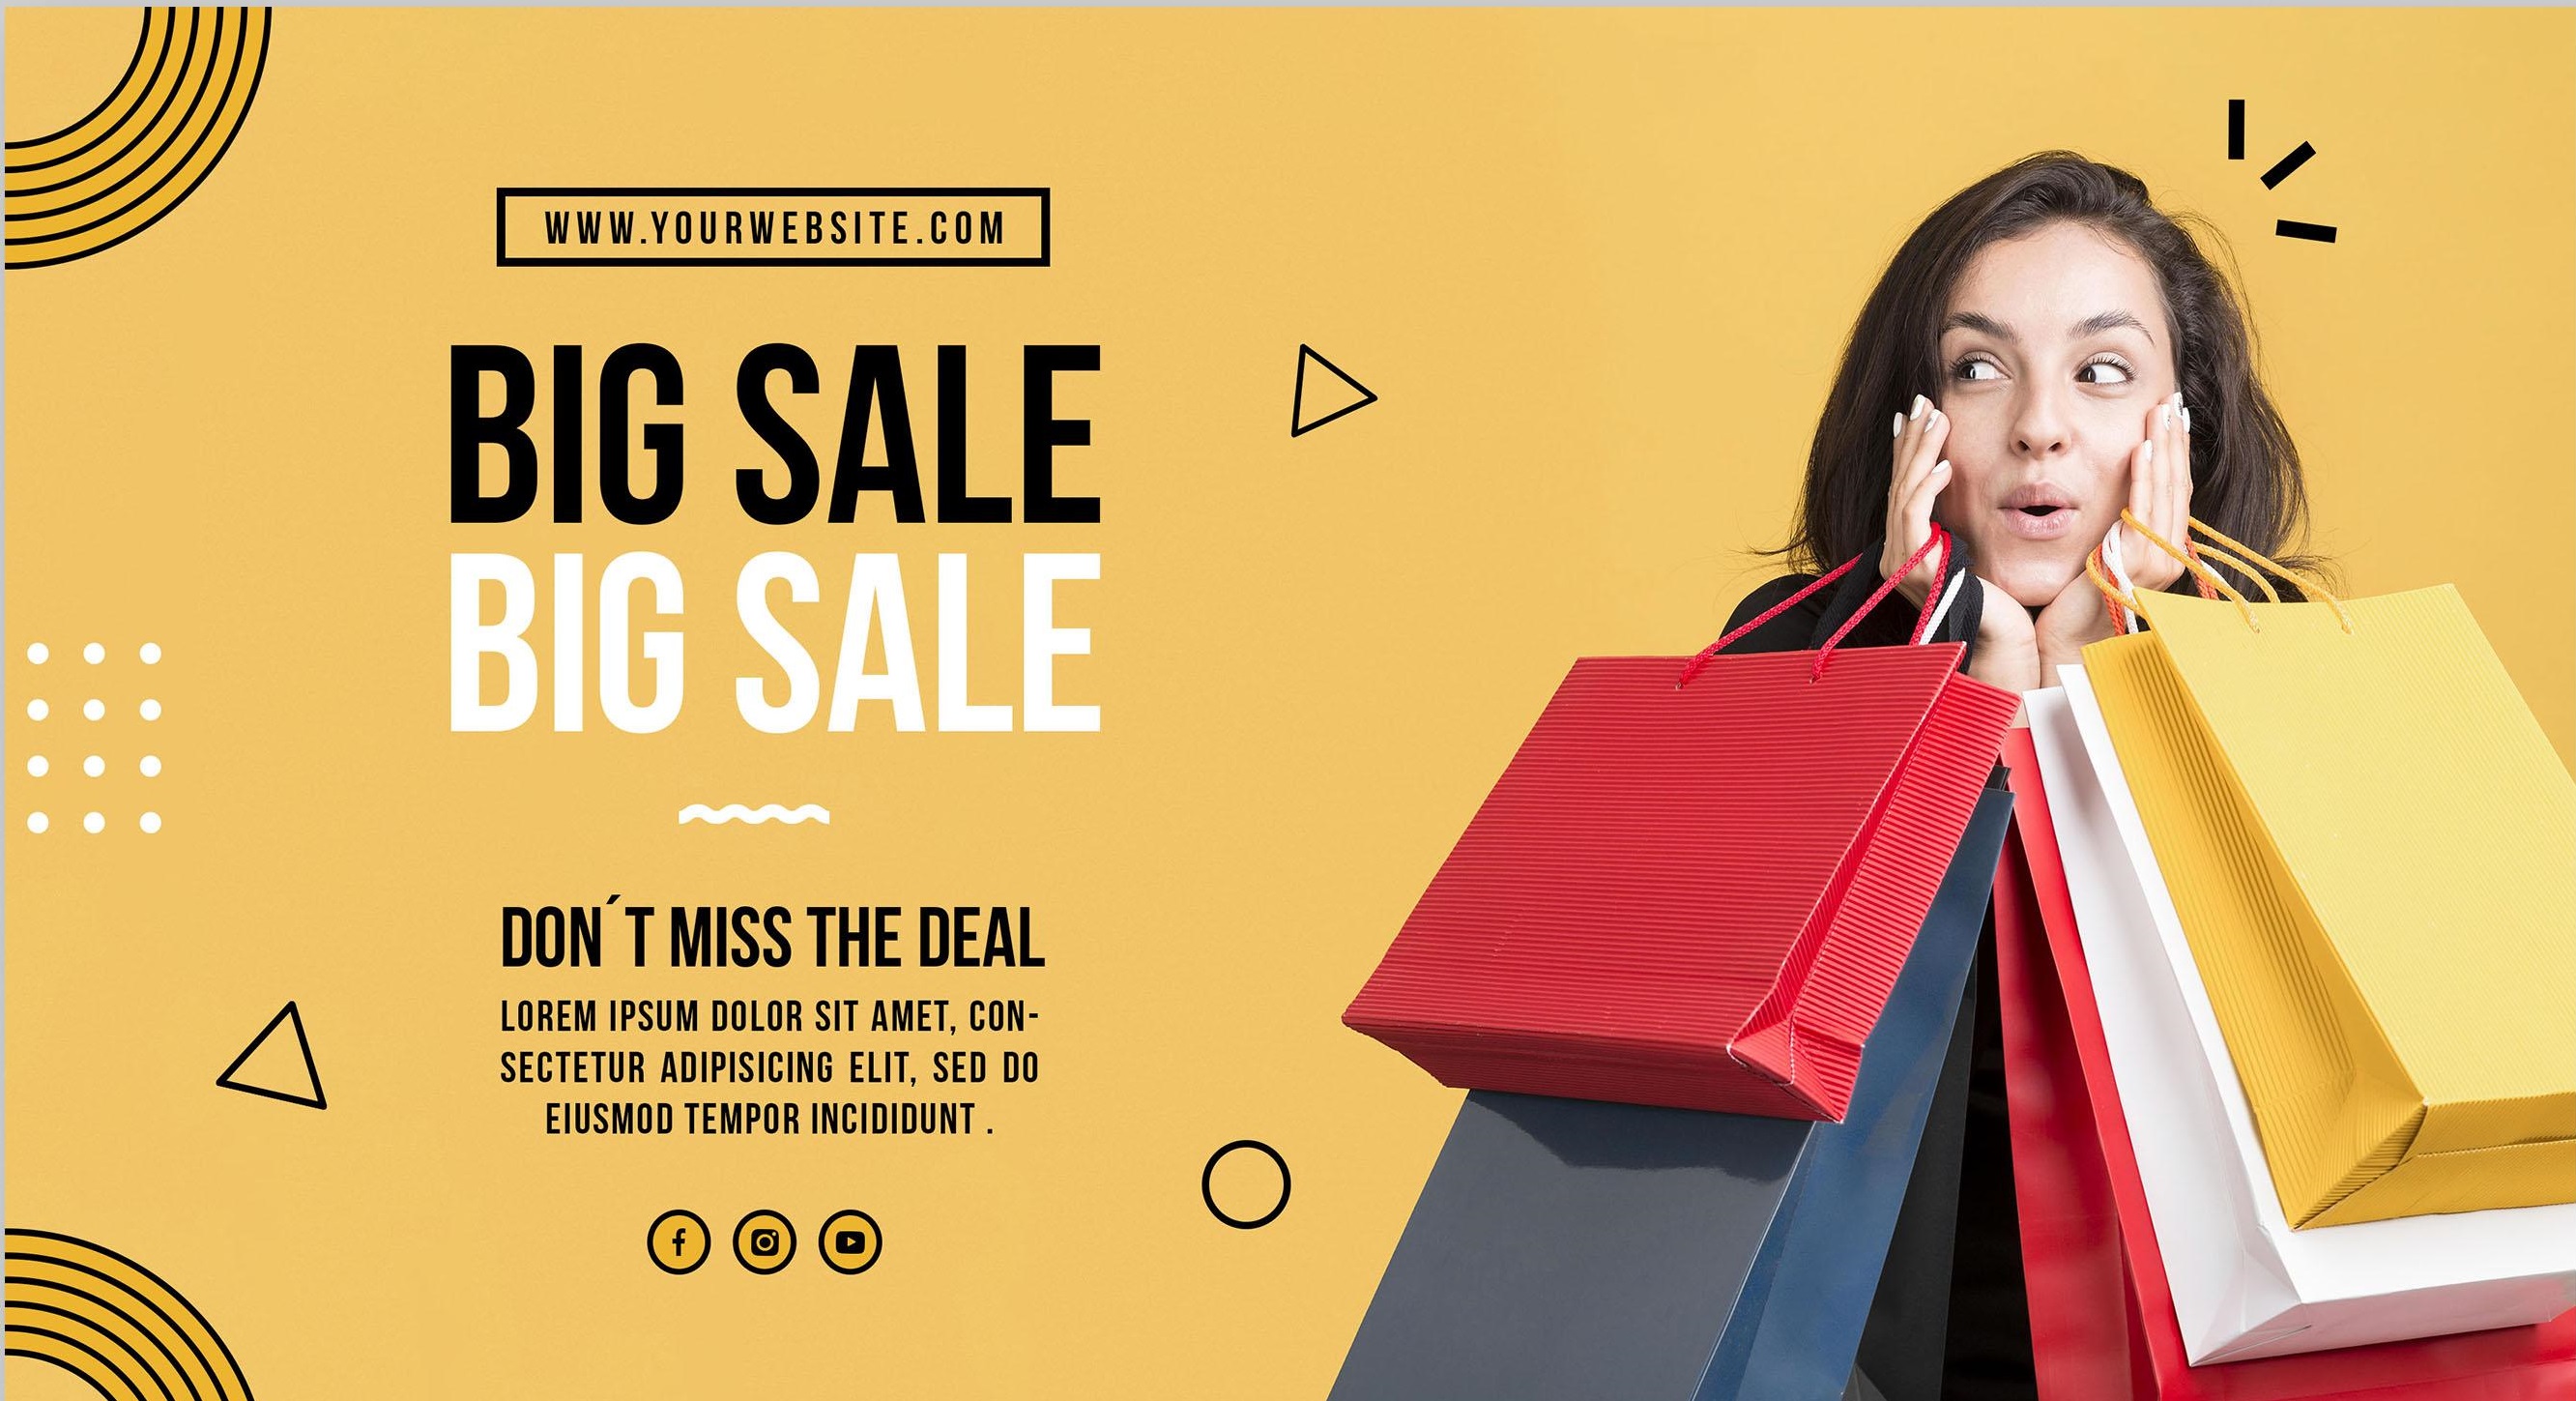 WWW.YOURWEBSITE.COM
BIG SALE
BIG SALE
DON´T MISS THE DEAL
LOREM IPSUM DOLOR SIT AMET, CON-
SECTETUR ADIPISICING ELIT, SED DO
EIUSMOD TEMPOR INCIDIDUNT .